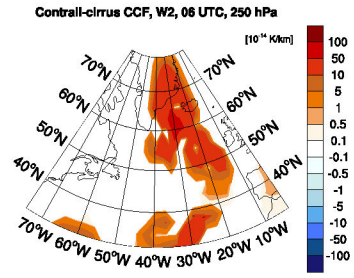 Contrail-cirrus CCF, W2, 06 UTC, 250 hPa
[10⁻¹⁴ K/km]
70°N
70°N
60°N
60°N
50°N
50°N
40°N
40°N
70°W 60°W 50°W 40°W 30°W 20°W 10°W
100
50
10
5
1
0.5
0.1
-0.1
-0.5
-1
-5
-10
-50
-100